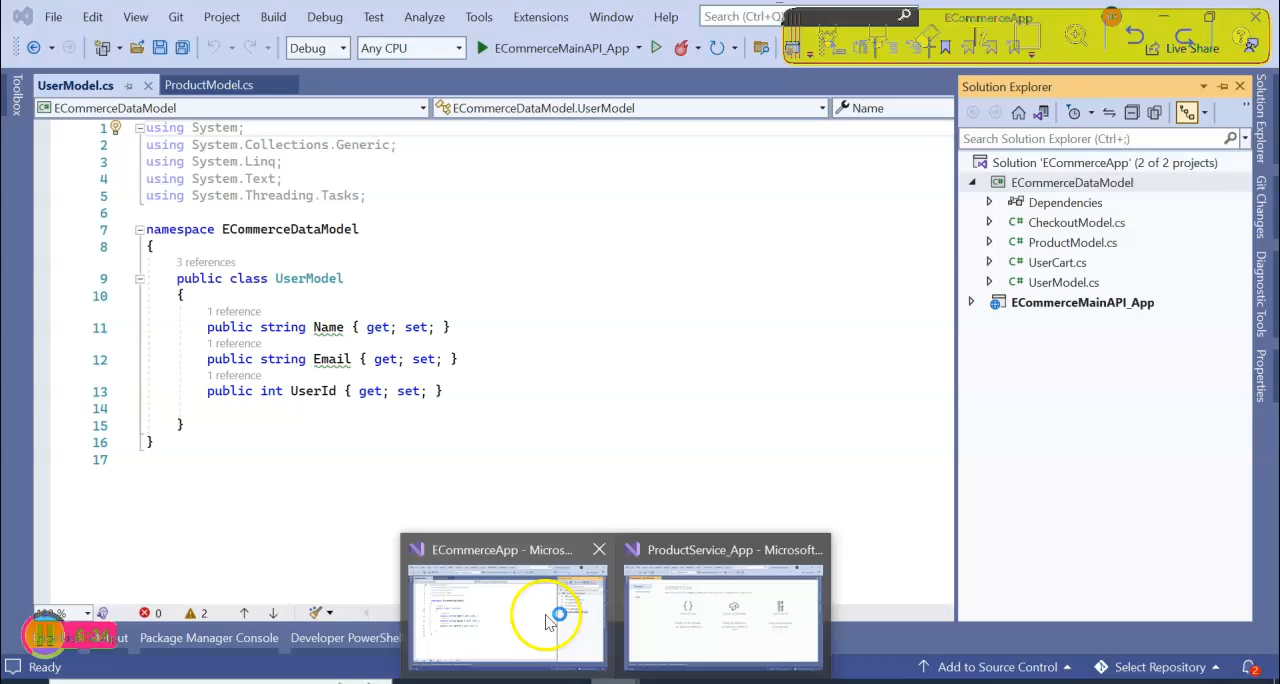 File Edit View Git Project Build Debug Test Analyze Tools Extensions Window Help Search (Ctrl+Q) ECommerceApp
Debug Any CPU ECommerceMainAPI_App Live Share
UserModel.cs ProductModel.cs
ECommerceDataModel ECommerceDataModel.UserModel Name
Toolbox
1 using System;
2 using System.Collections.Generic;
3 using System.Linq;
4 using System.Text;
5 using System.Threading.Tasks;
6
7 namespace ECommerceDataModel
8 {
3 references
9 public class UserModel
10 {
1 reference
11 public string Name { get; set; }
1 reference
12 public string Email { get; set; }
1 reference
13 public int UserId { get; set; }
14
15 }
16 }
17
Solution Explorer
Search Solution Explorer (Ctrl+;)
Solution 'ECommerceApp' (2 of 2 projects)
ECommerceDataModel
Dependencies
CheckoutModel.cs
ProductModel.cs
UserCart.cs
UserModel.cs
ECommerceMainAPI_App
Solution Explorer
Git Changes
Diagnostic Tools
Properties
ECommerceApp - Micros...
ProductService_App - Microsoft...
0 2
Package Manager Console Developer PowerShel
Ready Add to Source Control Select Repository 2